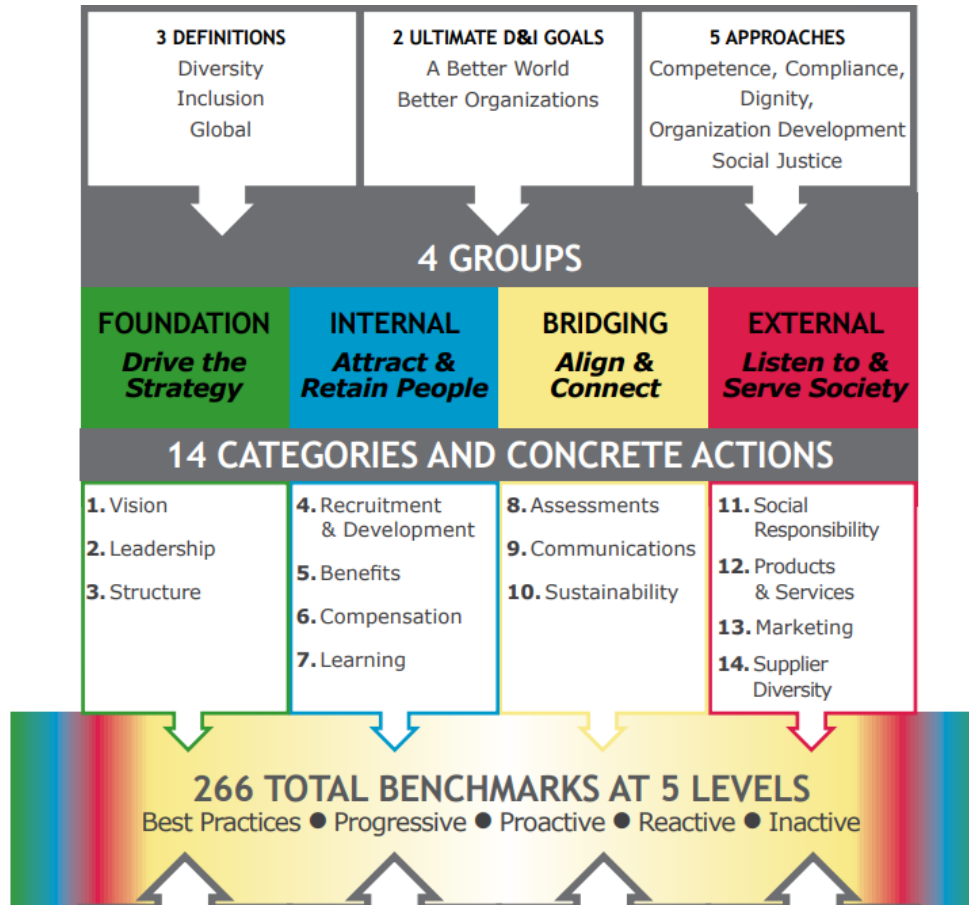 3 DEFINITIONS
Diversity
Inclusion
Global
2 ULTIMATE D&I GOALS
A Better World
Better Organizations
5 APPROACHES
Competence, Compliance,
Dignity,
Organization Development
Social Justice
4 GROUPS
FOUNDATION
Drive the
Strategy
INTERNAL
Attract &
Retain People
BRIDGING
Align &
Connect
EXTERNAL
Listen to &
Serve Society
14 CATEGORIES AND CONCRETE ACTIONS
1. Vision
2. Leadership
3. Structure
4. Recruitment
& Development
5. Benefits
6. Compensation
7. Learning
8. Assessments
9. Communications
10. Sustainability
11. Social
Responsibility
12. Products
& Services
13. Marketing
14. Supplier
Diversity
266 TOTAL BENCHMARKS AT 5 LEVELS
Best Practices ● Progressive ● Proactive ● Reactive ● Inactive